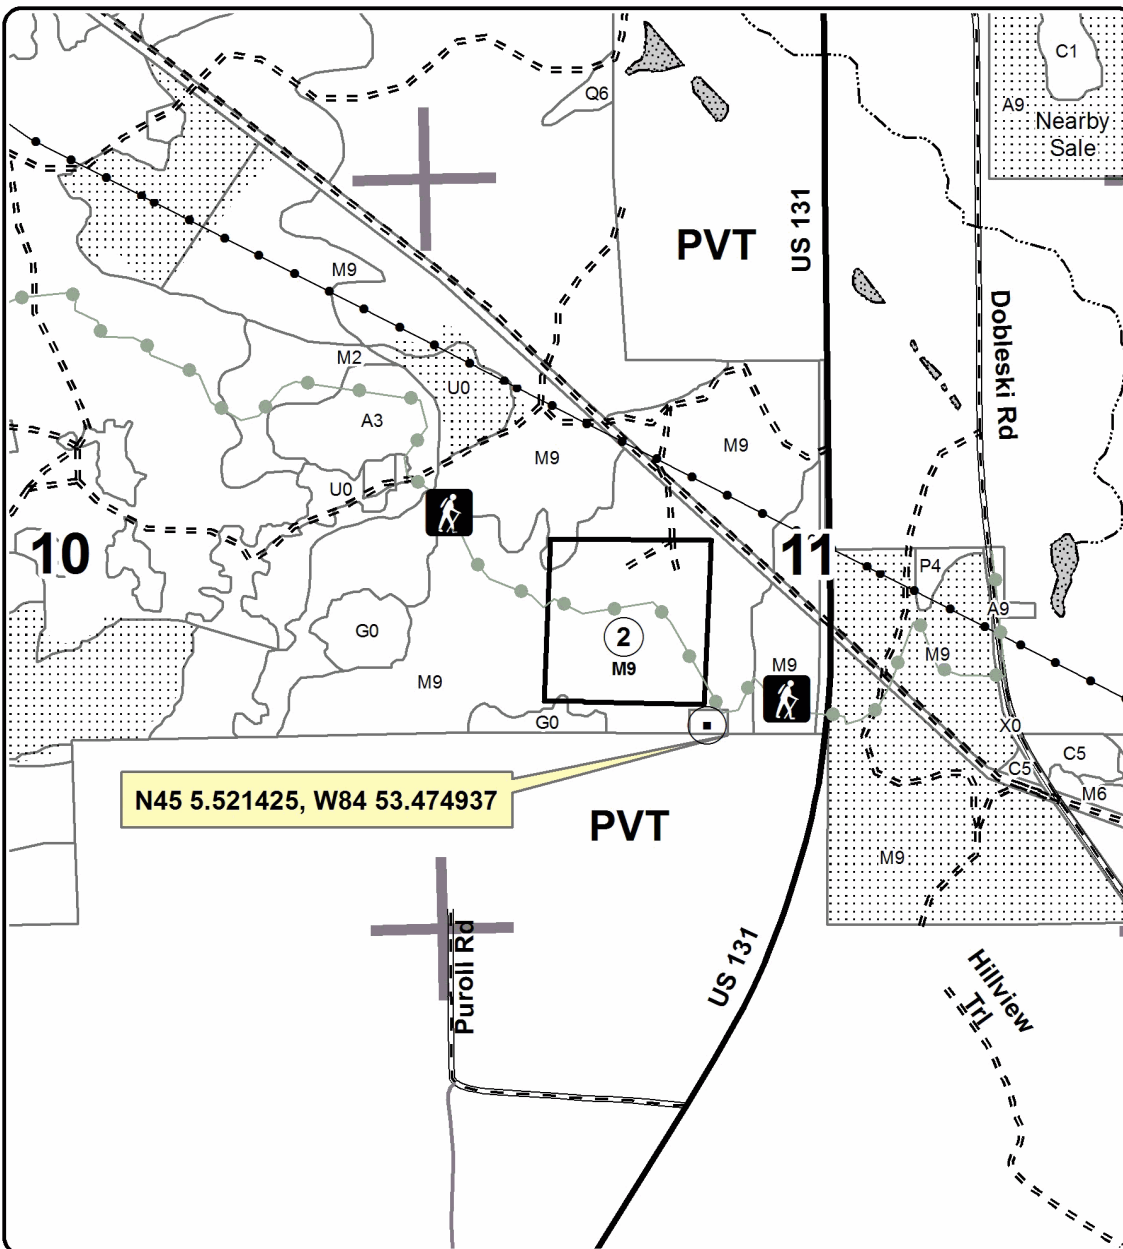 C1
Q6
A9
Nearby
Sale
US 131
PVT
M9
Dobleski Rd
M2
U0
A3
M9
M9
U0
10
11
P4
A9
G0
2
M9
M9
M9
M9
G0
X0
C5
C5
M6
N45 5.521425, W84 53.474937
PVT
M9
Puroll Rd
US 131
Hillview
Trl